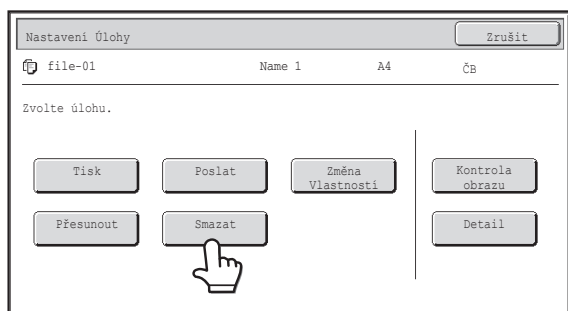 Nastavení Úlohy Zrušit
file-01 Name 1 A4 ČB
Zvolte úlohu.
Tisk Poslat Změna Vlastností Kontrola obrazu
Přesunout Smazat Detail